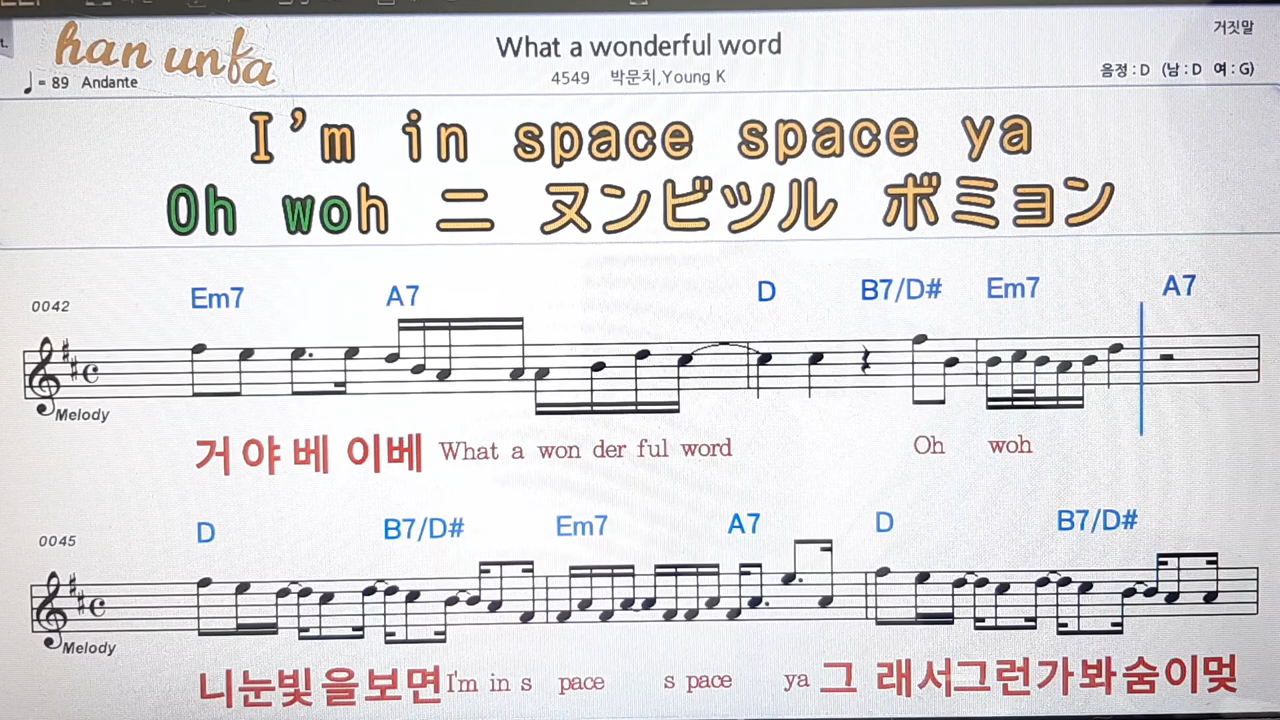 han unfa
What a wonderful word
거짓말
♩= 89 Andante
4549 박문치,Young K
음정 : D (남 : D 여 : G)
I'm in space space ya
Oh woh ニ ヌンビツル ボミョン
0042 Em7 A7 D B7/D# Em7 A7
Melody
거 야 베 이베 What a won der ful word Oh woh
0045 D B7/D# Em7 A7 D B7/D#
Melody
니눈빛을보면I'm in s pace s pace ya 그 래서그런가봐숨이멎